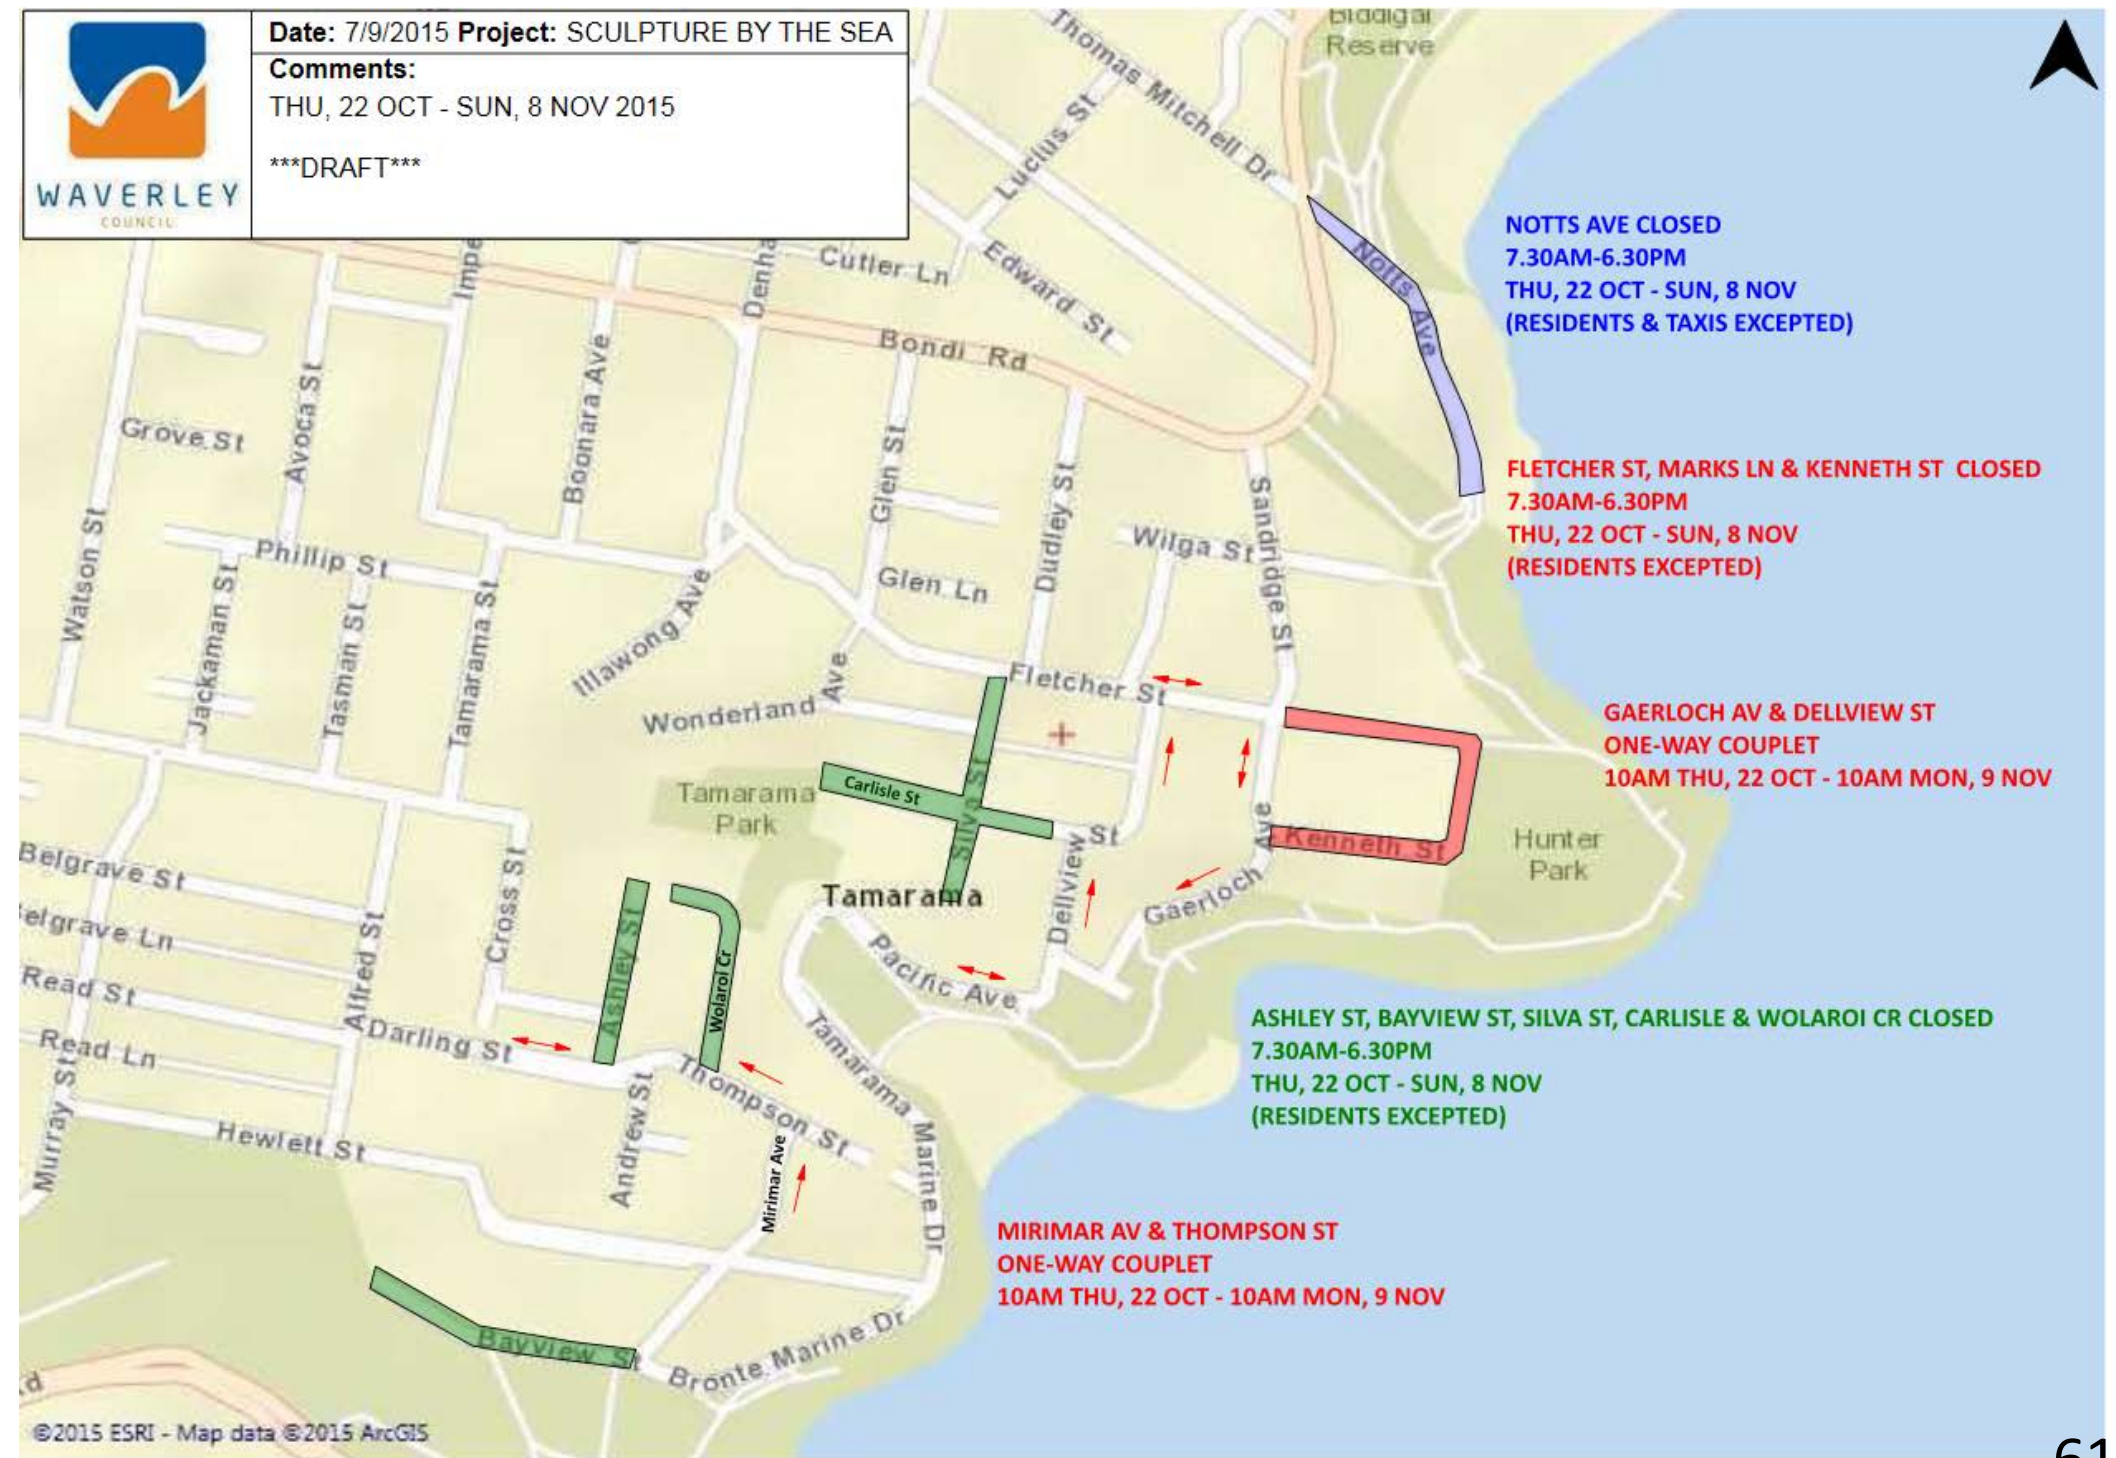 Date: 7/9/2015 Project: SCULPTURE BY THE SEA
Comments:
THU, 22 OCT - SUN, 8 NOV 2015
***DRAFT***
WAVERLEY
COUNCIL
Biddigal
Reserve
Thomas Mitchell Dr
Lucius St
Notts Ave
NOTTS AVE CLOSED
7.30AM-6.30PM
THU, 22 OCT - SUN, 8 NOV
(RESIDENTS & TAXIS EXCEPTED)
Impe
Denha
Cutler Ln
Edward St
Bondi Rd
Avoca St
Boonara Ave
Grove St
Glen St
Dudley St
Sandridge St
FLETCHER ST, MARKS LN & KENNETH ST CLOSED
7.30AM-6.30PM
THU, 22 OCT - SUN, 8 NOV
(RESIDENTS EXCEPTED)
Watson St
Phillip St
Wilga St
Glen Ln
Jackaman St
Tasman St
Tamarama St
Illawong Ave
Wonderland Ave
Fletcher St
GAERLOCH AV & DELLVIEW ST
ONE-WAY COUPLET
10AM THU, 22 OCT - 10AM MON, 9 NOV
Tamarama
Park
Carlisle St
Silva St
St
Kenneth St
Hunter
Park
Belgrave St
elgrave Ln
Cross St
Alfred St
Tamarama
Dellview
Gaerloch Ave
Ashley St
Wolaroi Cr
Pacific Ave
Read St
Read Ln
Darling St
Thompson St
Tamarama Marine Dr
ASHLEY ST, BAYVIEW ST, SILVA ST, CARLISLE & WOLAROI CR CLOSED
7.30AM-6.30PM
THU, 22 OCT - SUN, 8 NOV
(RESIDENTS EXCEPTED)
Murray St
Hewlett St
Andrew St
Mirimar Ave
MIRIMAR AV & THOMPSON ST
ONE-WAY COUPLET
10AM THU, 22 OCT - 10AM MON, 9 NOV
Bayview St
Bronte Marine Dr
d
©2015 ESRI - Map data ©2015 ArcGIS
61